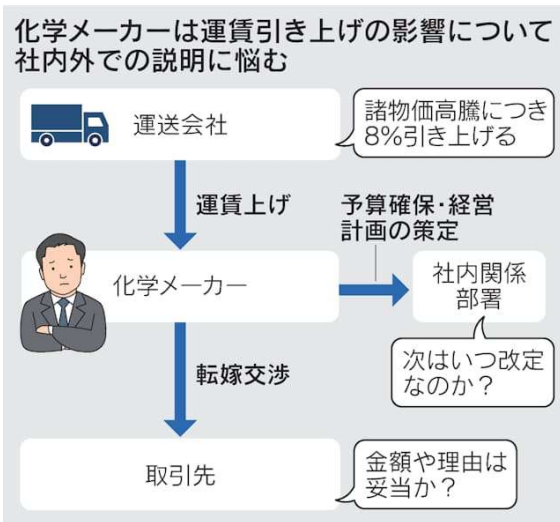 化学メーカーは運賃引き上げの影響について
社内外での説明に悩む
運送会社
諸物価高騰につき
8%引き上げる
運賃上げ
予算確保・経営
計画の策定
化学メーカー
社内関係
部署
次はいつ改定
なのか？
転嫁交渉
取引先
金額や理由は
妥当か？